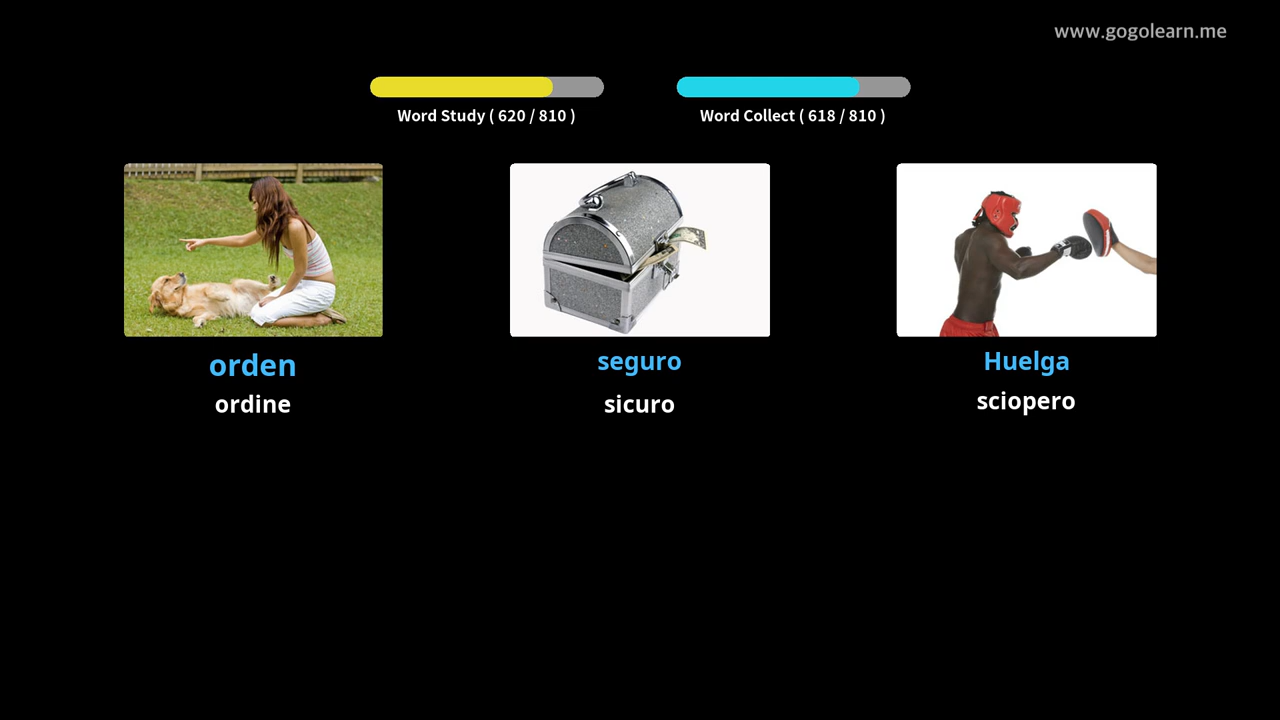 www.gogolearn.me
Word Study ( 620 / 810 )
Word Collect ( 618 / 810 )
orden
ordine
seguro
sicuro
Huelga
sciopero